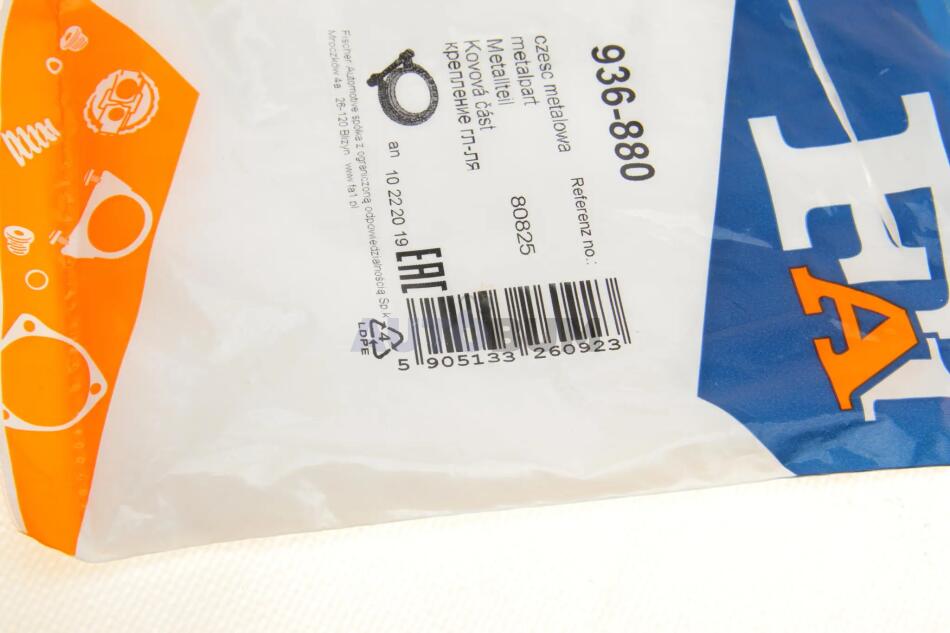 936-880
Referenz no.:
czesc metalowa
metalpart
80825
Metallteil
Kovová část
крепление гл-ля
an 10 22 20 19
EAC
Fischer Automotive spółka z ograniczoną odpowiedzialnością Sp.k
Mroczków 4a 26-120 Bliżyn www.fa1.pl
4
LDPE
5 905133 260923
FA
AUTO